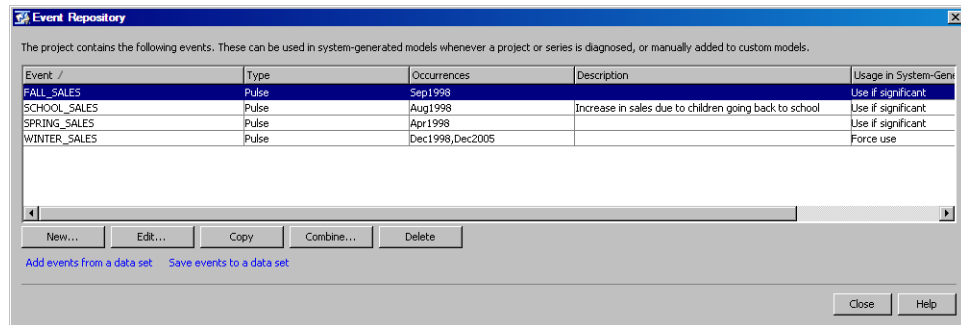 Event Repository
The project contains the following events. These can be used in system-generated models whenever a project or series is diagnosed, or manually added to custom models.
Event / Type Occurrences Description Usage in System-Gene
FALL_SALES Pulse Sep1998 Use if significant
SCHOOL_SALES Pulse Aug1998 Increase in sales due to children going back to school Use if significant
SPRING_SALES Pulse Apr1998 Use if significant
WINTER_SALES Pulse Dec1998,Dec2005 Force use
New... Edit... Copy Combine... Delete
Add events from a data set Save events to a data set
Close Help